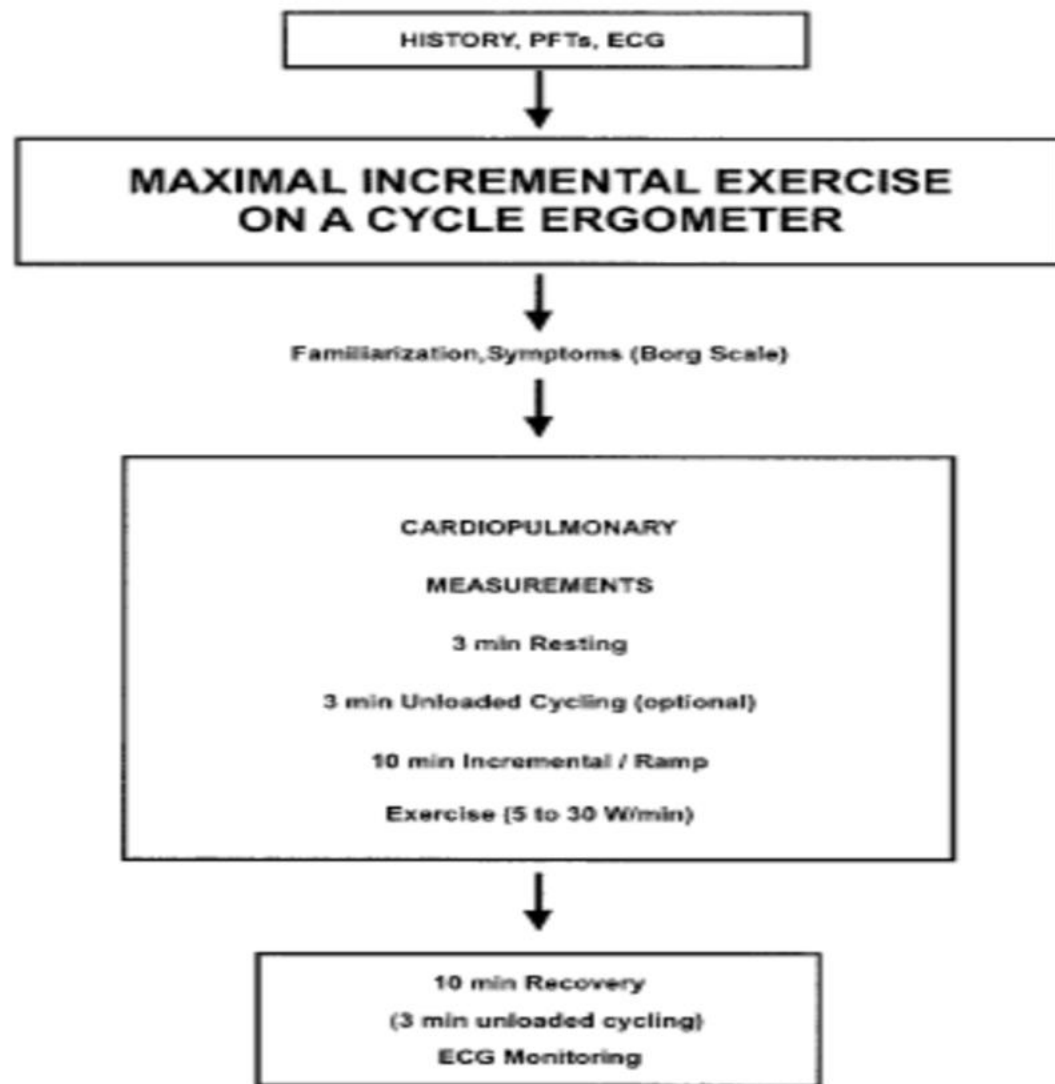 HISTORY, PFTs, ECG
MAXIMAL INCREMENTAL EXERCISE
ON A CYCLE ERGOMETER
Familiarization,Symptoms (Borg Scale)
CARDIOPULMONARY
MEASUREMENTS
3 min Resting
3 min Unloaded Cycling (optional)
10 min Incremental / Ramp
Exercise (5 to 30 W/min)
10 min Recovery
(3 min unloaded cycling)
ECG Monitoring